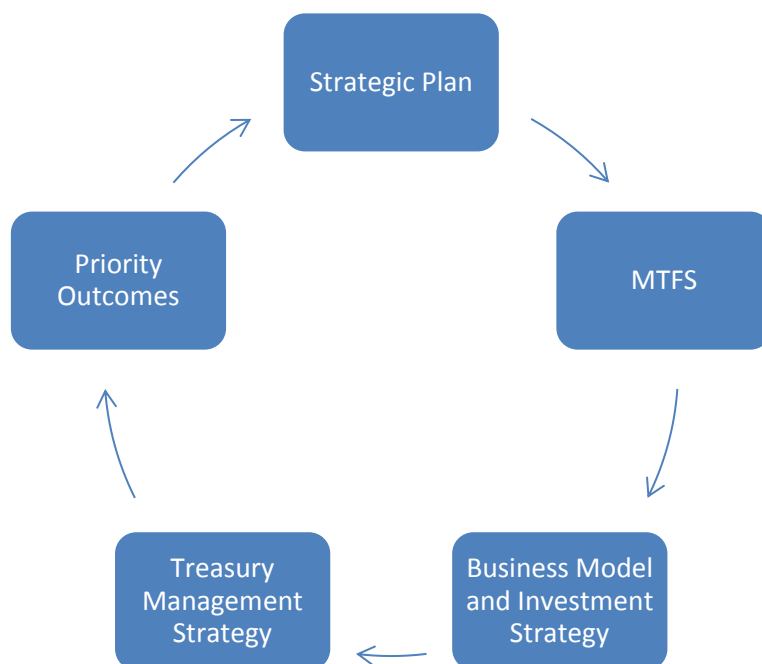 Strategic Plan
MTFS
Business Model
and Investment
Strategy
Treasury
Management
Strategy
Priority
Outcomes